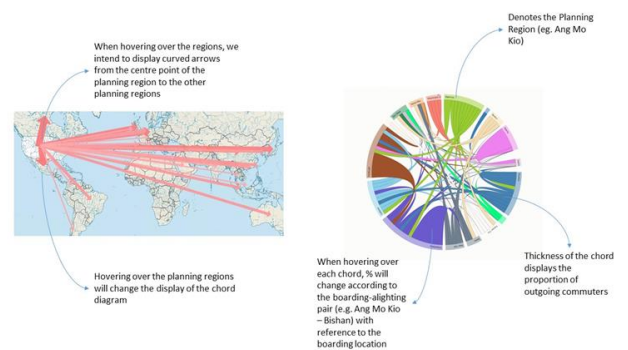 Denotes the Planning
Region (eg. Ang Mo
Kio)
When hovering over the regions, we
intend to display curved arrows
from the centre point of the
planning region to the other
planning regions
Hovering over the planning regions
will change the display of the chord
diagram
When hovering over
each chord, % will
change according to
the boarding-alighting
pair (e.g. Ang Mo Kio
– Bishan) with
reference to the
boarding location
Thickness of the chord
displays the
proportion of
outgoing commuters